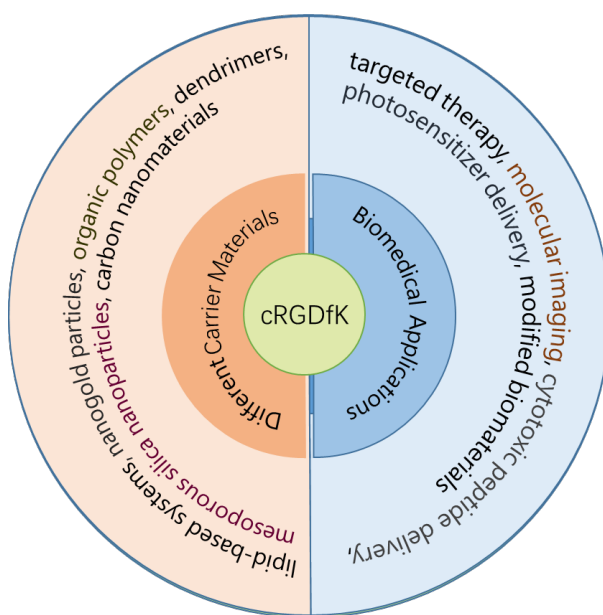 lipid-based systems, nanogold particles, organic polymers, dendrimers,
mesoporous silica nanoparticles, carbon nanomaterials
Different Carrier Materials
cRGDfK
Biomedical Applications
targeted therapy, molecular imaging, cytotoxic peptide delivery,
photosensitizer delivery, modified biomaterials